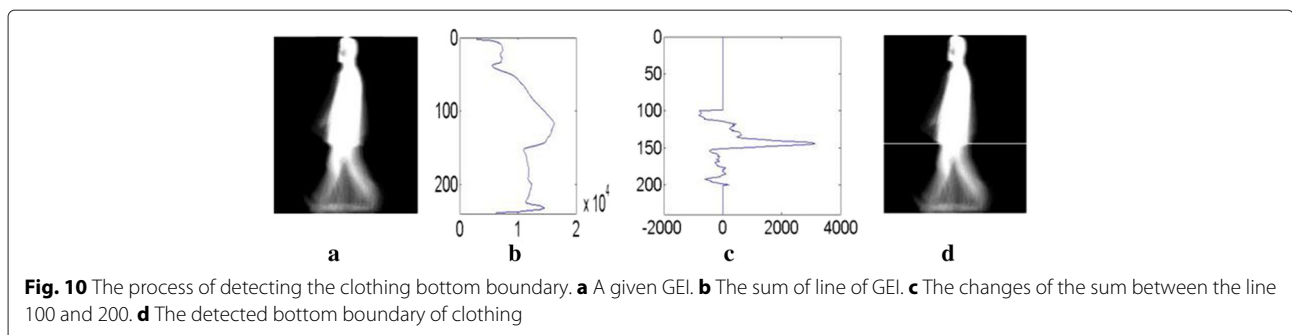 0
100
200
0 1 2
x 10⁴
0
50
100
150
200
-2000 0 2000 4000
a b c d
Fig. 10 The process of detecting the clothing bottom boundary. a A given GEI. b The sum of line of GEI. c The changes of the sum between the line
100 and 200. d The detected bottom boundary of clothing